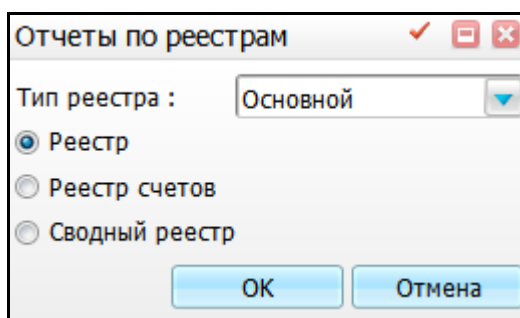 Отчеты по реестрам
Тип реестра : Основной
Реестр
Реестр счетов
Сводный реестр
ОК Отмена